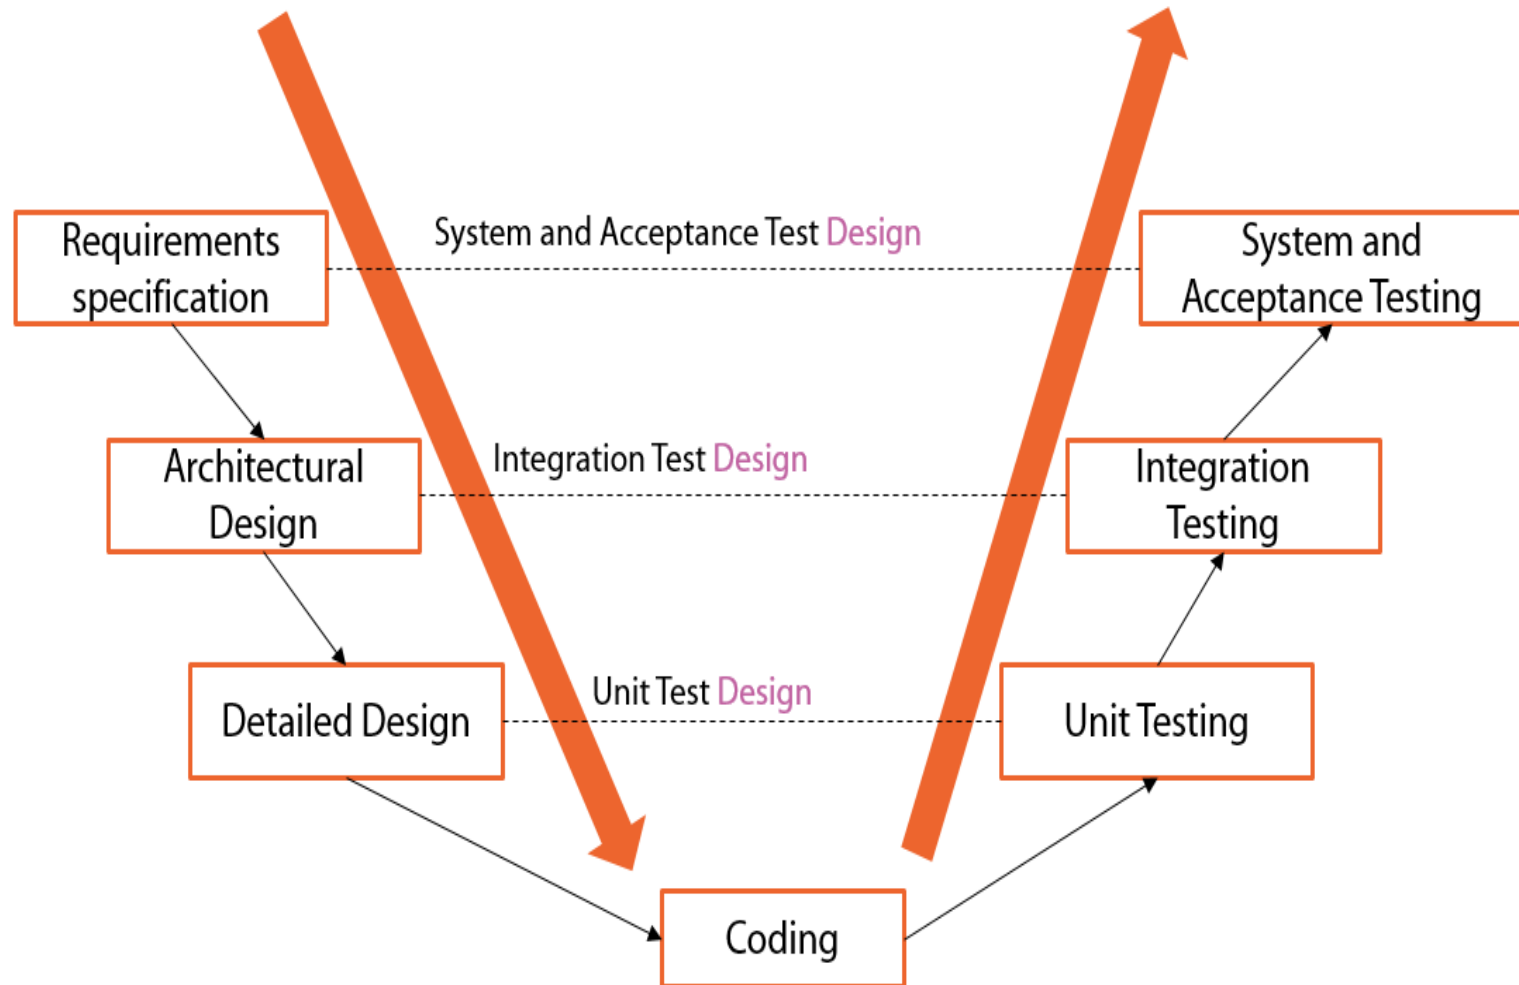 System and Acceptance Test Design
Requirements
specification
System and
Acceptance Testing
Integration Test Design
Architectural
Design
Integration
Testing
Unit Test Design
Detailed Design
Unit Testing
Coding